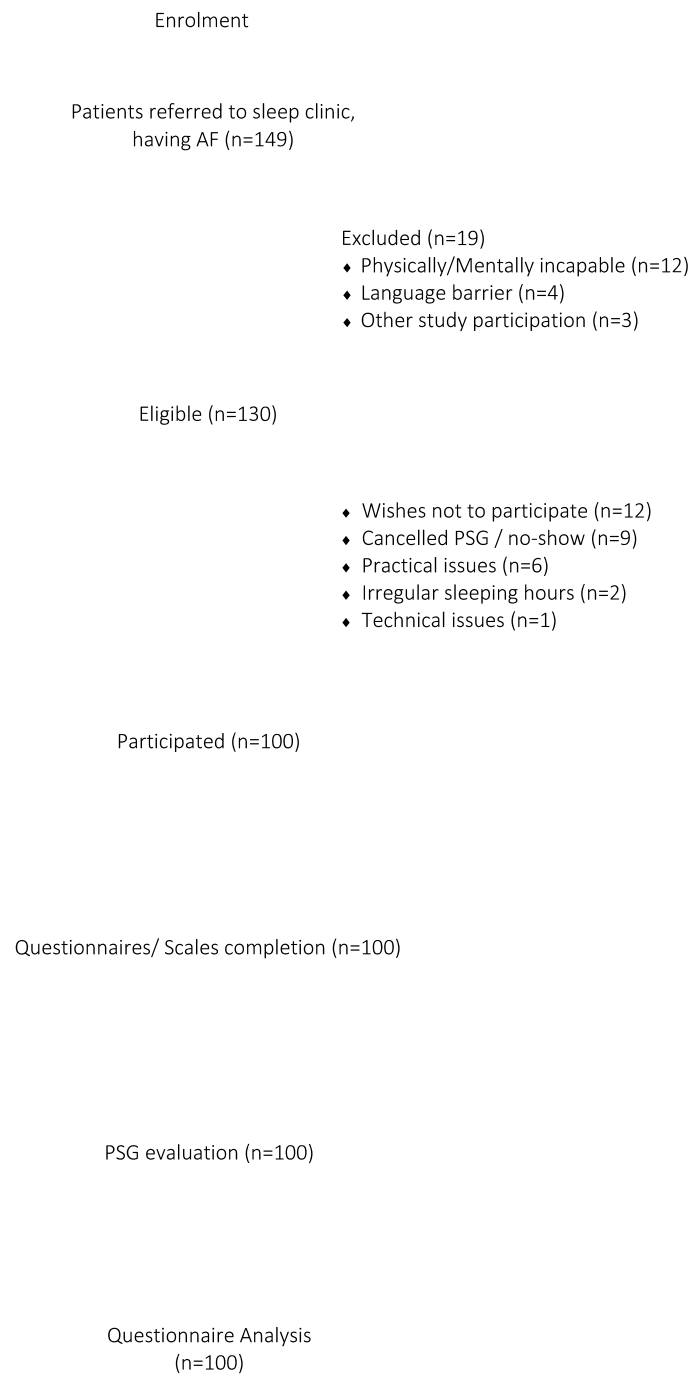 Enrolment
Patients referred to sleep clinic,
having AF (n=149)
Excluded (n=19)
♦ Physically/Mentally incapable (n=12)
♦ Language barrier (n=4)
♦ Other study participation (n=3)
Eligible (n=130)
♦ Wishes not to participate (n=12)
♦ Cancelled PSG / no-show (n=9)
♦ Practical issues (n=6)
♦ Irregular sleeping hours (n=2)
♦ Technical issues (n=1)
Participated (n=100)
Questionnaires/ Scales completion (n=100)
PSG evaluation (n=100)
Questionnaire Analysis
(n=100)